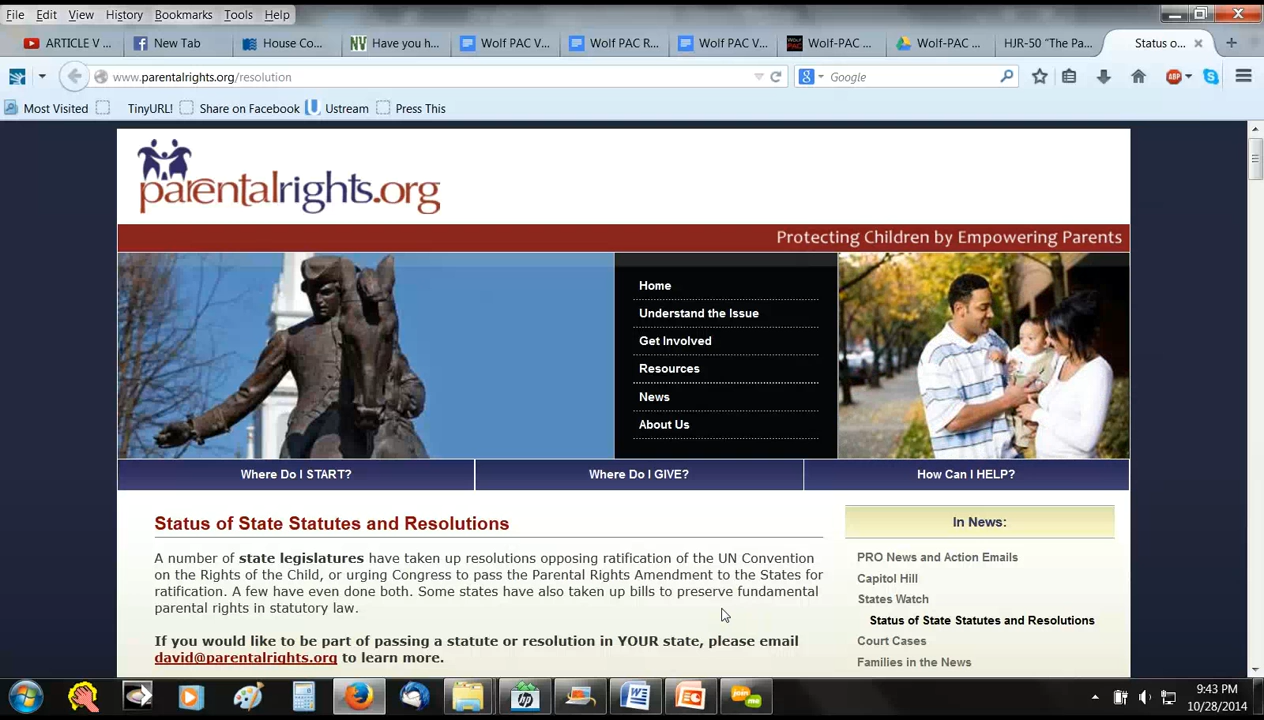 File Edit View History Bookmarks Tools Help
ARTICLE V ... New Tab House Co... Have you h... Wolf PAC V... Wolf PAC R... Wolf PAC V... Wolf-PAC ... Wolf-PAC ... HJR-50 “The Pa... Status o...
www.parentalrights.org/resolution Google
Most Visited TinyURL! Share on Facebook Ustream Press This
parentalrights.org
Protecting Children by Empowering Parents
Home
Understand the Issue
Get Involved
Resources
News
About Us
Where Do I START? Where Do I GIVE? How Can I HELP?
Status of State Statutes and Resolutions
A number of state legislatures have taken up resolutions opposing ratification of the UN Convention
on the Rights of the Child, or urging Congress to pass the Parental Rights Amendment to the States for
ratification. A few have even done both. Some states have also taken up bills to preserve fundamental
parental rights in statutory law.
If you would like to be part of passing a statute or resolution in YOUR state, please email
david@parentalrights.org to learn more.
In News:
PRO News and Action Emails
Capitol Hill
States Watch
Status of State Statutes and Resolutions
Court Cases
Families in the News
9:43 PM
10/28/2014